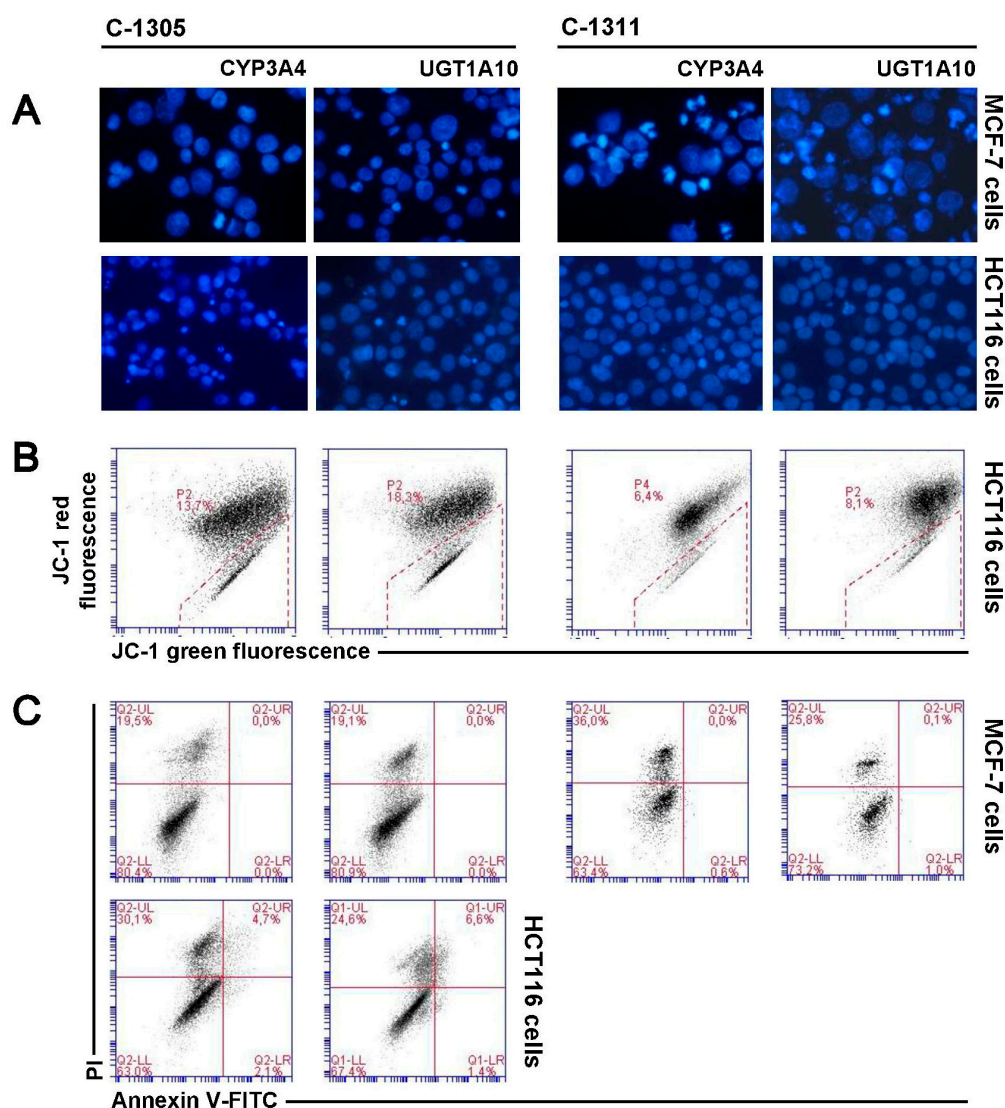 C-1305
C-1311
CYP3A4
UGT1A10
CYP3A4
UGT1A10
A
MCF-7 cells
HCT116 cells
B
JC-1 red
fluorescence
P2
13,7%
P2
18,3%
P4
6,4%
P2
8,1%
HCT116 cells
JC-1 green fluorescence
C
Q2-UL
19,5%
Q2-UR
0,0%
Q2-LL
80,4%
Q2-LR
0,0%
Q2-UL
19,1%
Q2-UR
0,0%
Q2-LL
80,9%
Q2-LR
0,0%
Q2-UL
36,0%
Q2-UR
0,0%
Q2-LL
63,4%
Q2-LR
0,6%
Q2-UL
25,8%
Q2-UR
0,1%
Q2-LL
73,2%
Q2-LR
1,0%
MCF-7 cells
Q2-UL
30,1%
Q2-UR
4,7%
Q2-LL
63,0%
Q2-LR
2,1%
Q1-UL
24,6%
Q1-UR
6,6%
Q1-LL
67,4%
Q1-LR
1,4%
HCT116 cells
PI
Annexin V-FITC